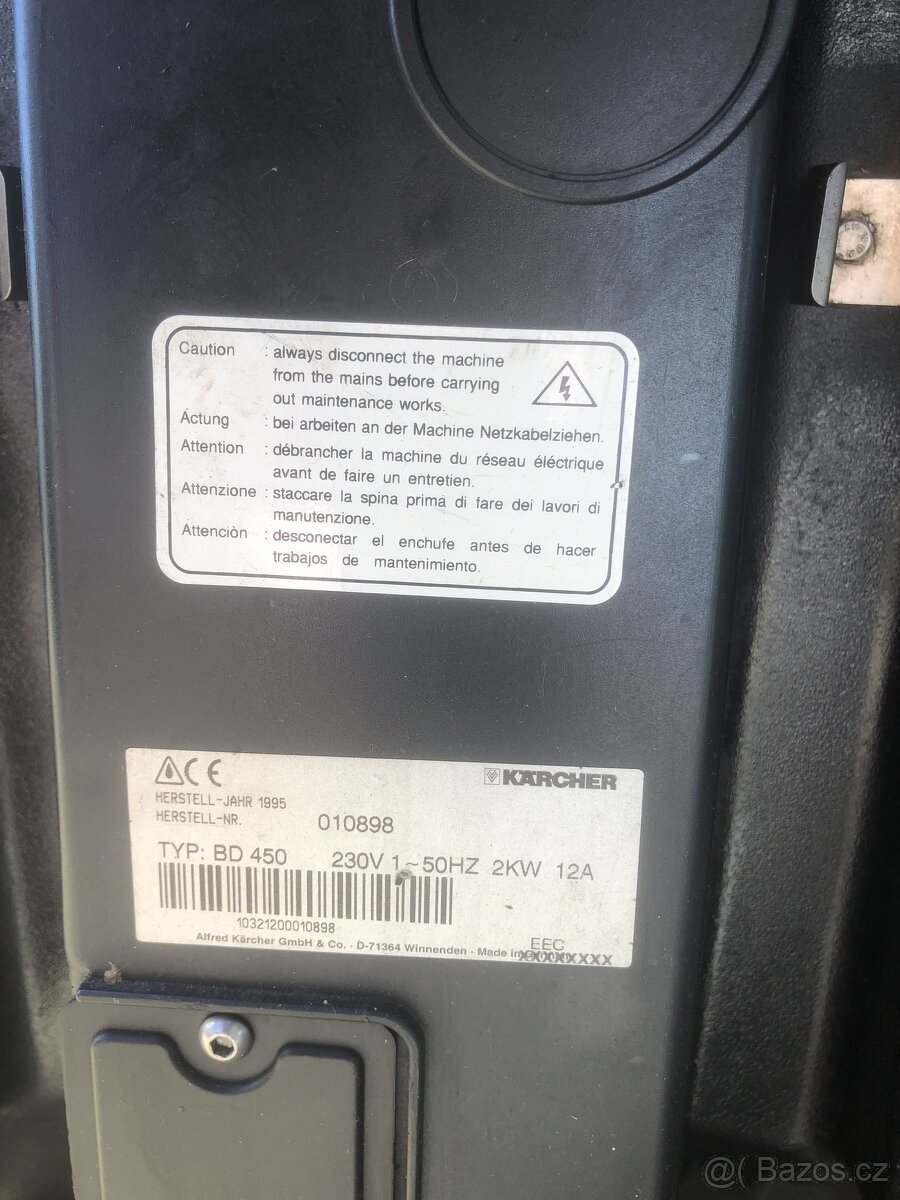 Caution : always disconnect the machine
from the mains before carrying
out maintenance works.
Actung : bei arbeiten an der Machine Netzkabelziehen.
Attention : débrancher la machine du réseau éléctrique
avant de faire un entretien.
Attenzione : staccare la spina prima di fare dei lavori di
manutenzione.
Attenciòn : desconectar el enchufe antes de hacer
trabajos de mantenimiento.
CE KÄRCHER
HERSTELL-JAHR 1995
HERSTELL-NR. 010898
TYP: BD 450 230V 1~50HZ 2KW 12A
10321200010898
EEC
Alfred Kärcher GmbH & Co. · D-71364 Winnenden - Made in XXXXXXXX
@( Bazos.cz